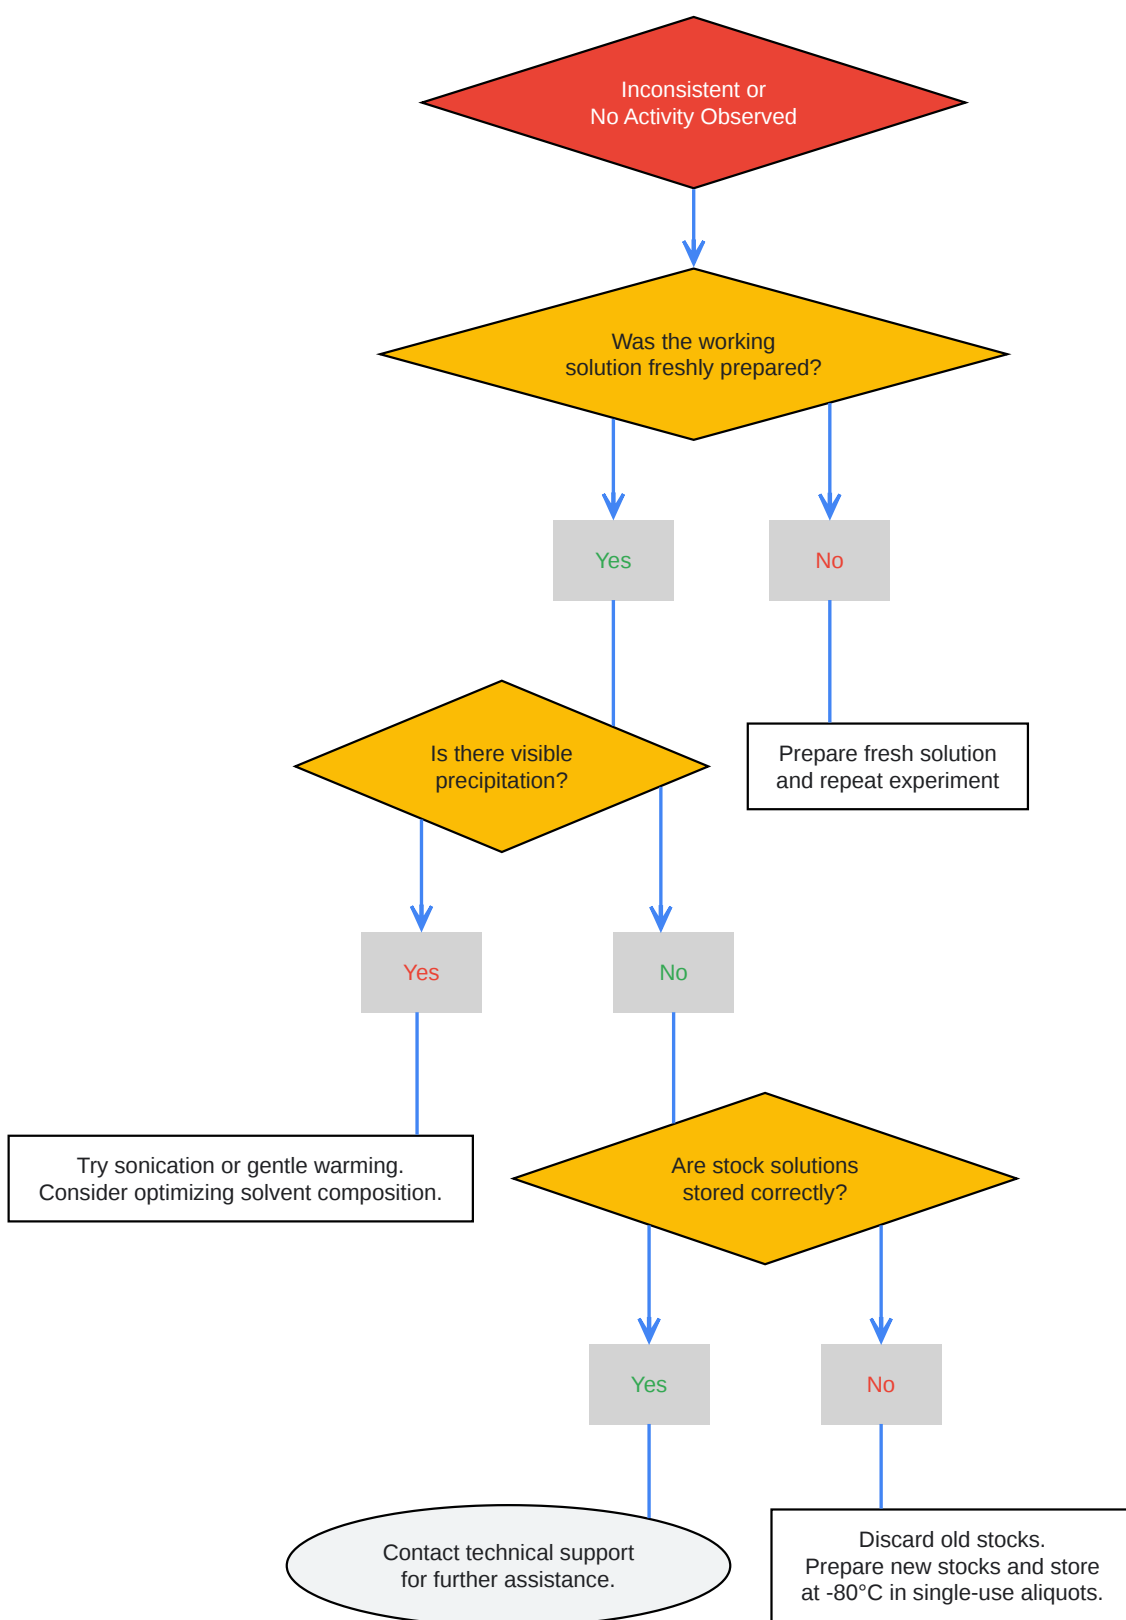 Inconsistent or
No Activity Observed
Was the working
solution freshly prepared?
Yes
No
Is there visible
precipitation?
Prepare fresh solution
and repeat experiment
Yes
No
Try sonication or gentle warming.
Consider optimizing solvent composition.
Are stock solutions
stored correctly?
Yes
No
Contact technical support
for further assistance.
Discard old stocks.
Prepare new stocks and store
at -80°C in single-use aliquots.